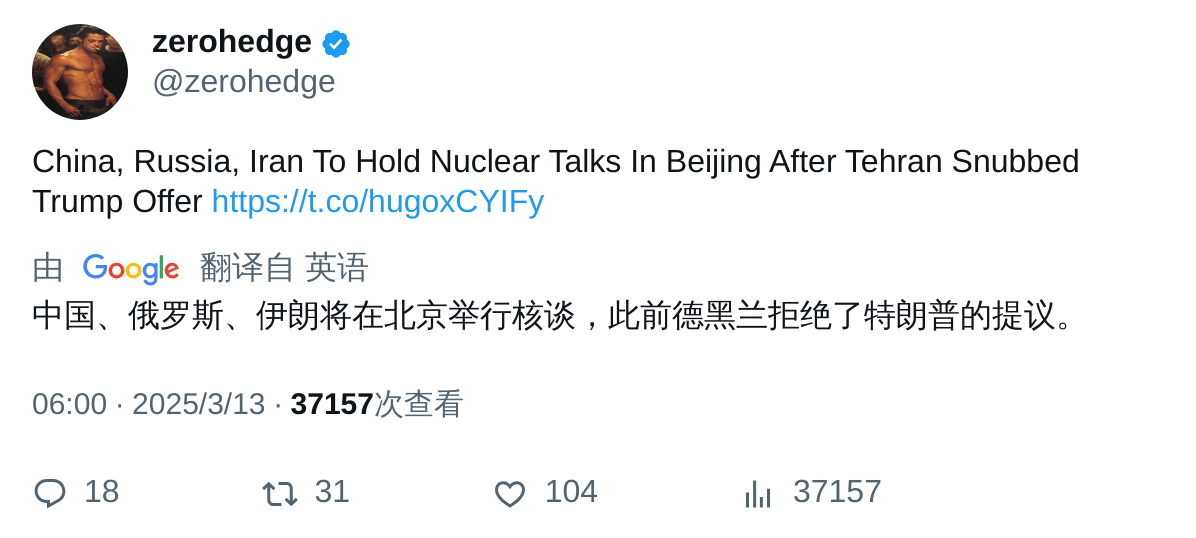 zerohedge
@zerohedge
China, Russia, Iran To Hold Nuclear Talks In Beijing After Tehran Snubbed
Trump Offer https://t.co/hugoxCYIFy
由 Google 翻译自 英语
中国、俄罗斯、伊朗将在北京举行核谈，此前德黑兰拒绝了特朗普的提议。
06:00 · 2025/3/13 · 37157次查看
18 31 104 37157